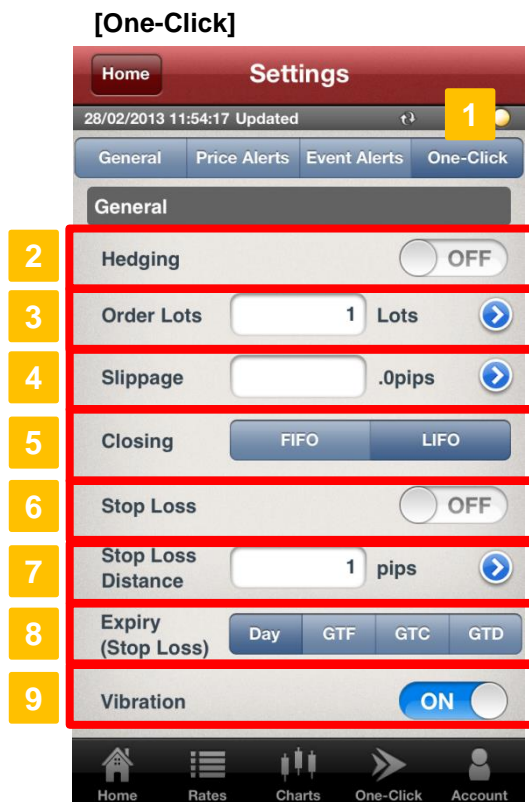 [One-Click]
Home Settings
28/02/2013 11:54:17 Updated 1
General Price Alerts Event Alerts One-Click
General
2 Hedging OFF
3 Order Lots 1 Lots
4 Slippage .0pips
5 Closing FIFO LIFO
6 Stop Loss OFF
7 Stop Loss Distance 1 pips
8 Expiry (Stop Loss) Day GTF GTC GTD
9 Vibration ON
Home Rates Charts One-Click Account